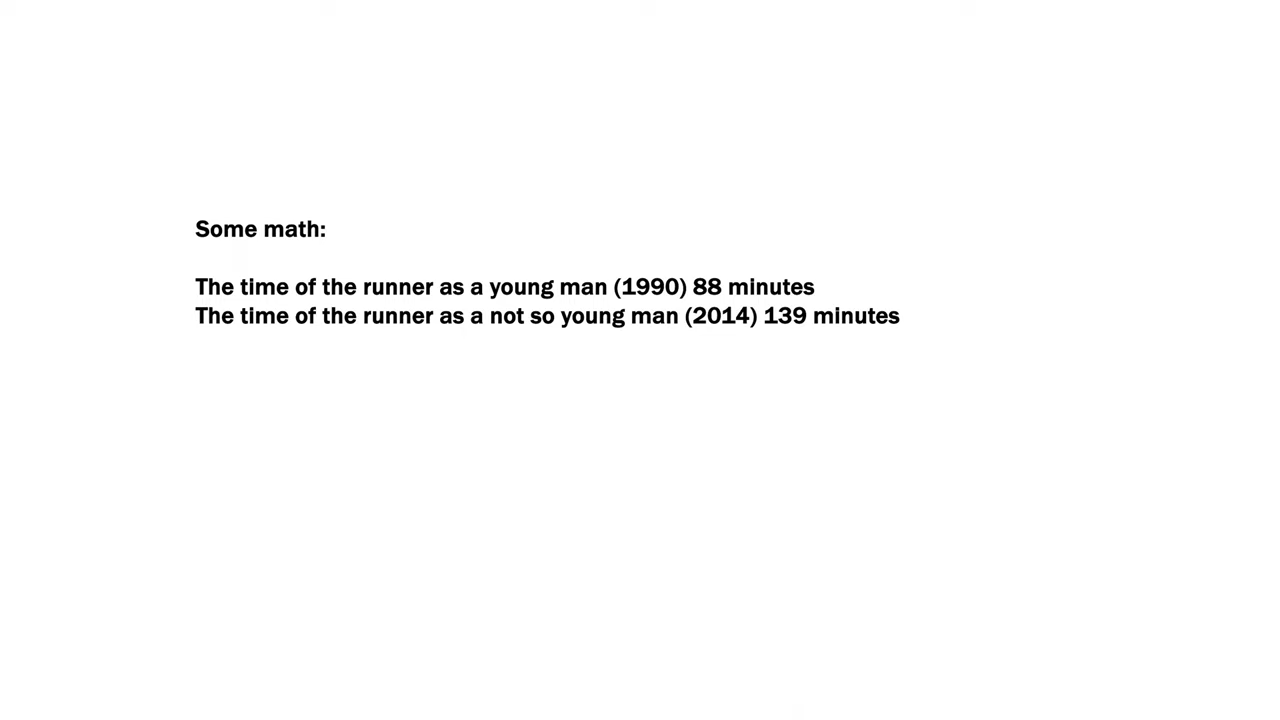 Some math:
The time of the runner as a young man (1990) 88 minutes
The time of the runner as a not so young man (2014) 139 minutes